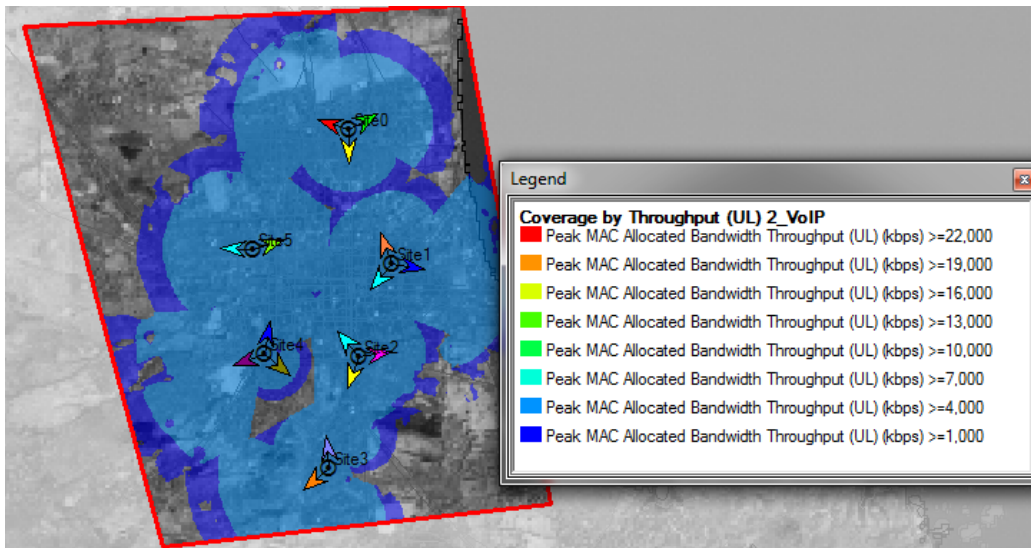 Site0
Site5
Site1
Site4
Site2
Site3
Legend
x
Coverage by Throughput (UL) 2_VoIP
Peak MAC Allocated Bandwidth Throughput (UL) (kbps) >=22,000
Peak MAC Allocated Bandwidth Throughput (UL) (kbps) >=19,000
Peak MAC Allocated Bandwidth Throughput (UL) (kbps) >=16,000
Peak MAC Allocated Bandwidth Throughput (UL) (kbps) >=13,000
Peak MAC Allocated Bandwidth Throughput (UL) (kbps) >=10,000
Peak MAC Allocated Bandwidth Throughput (UL) (kbps) >=7,000
Peak MAC Allocated Bandwidth Throughput (UL) (kbps) >=4,000
Peak MAC Allocated Bandwidth Throughput (UL) (kbps) >=1,000